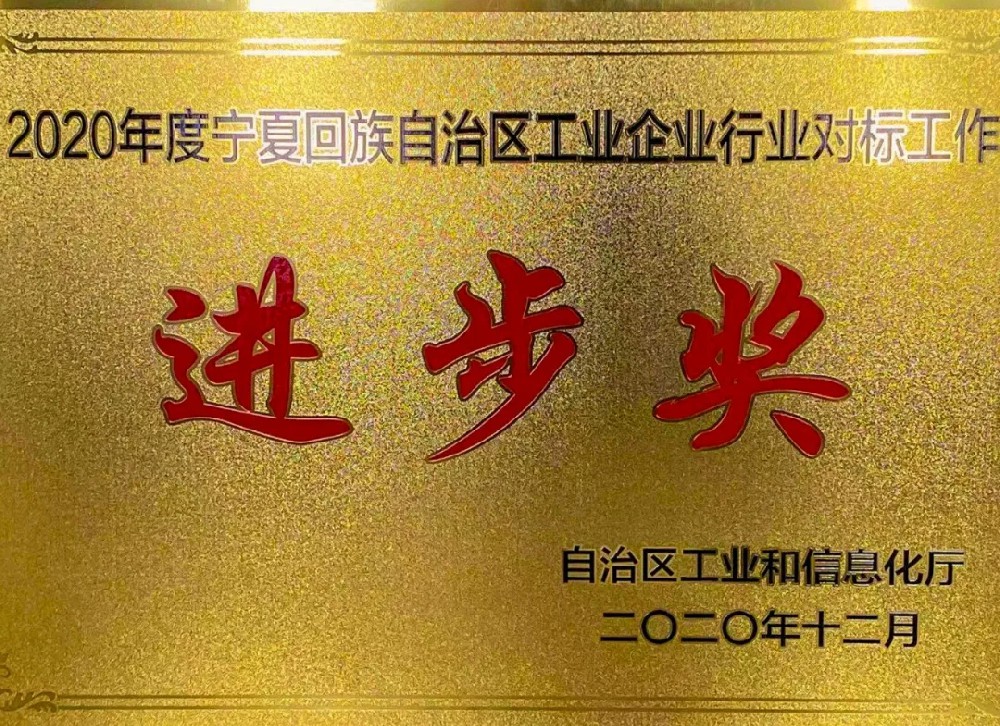 2020年度宁夏回族自治区工业企业行业对标工作
进步奖
自治区工业和信息化厅
二〇二〇年十二月